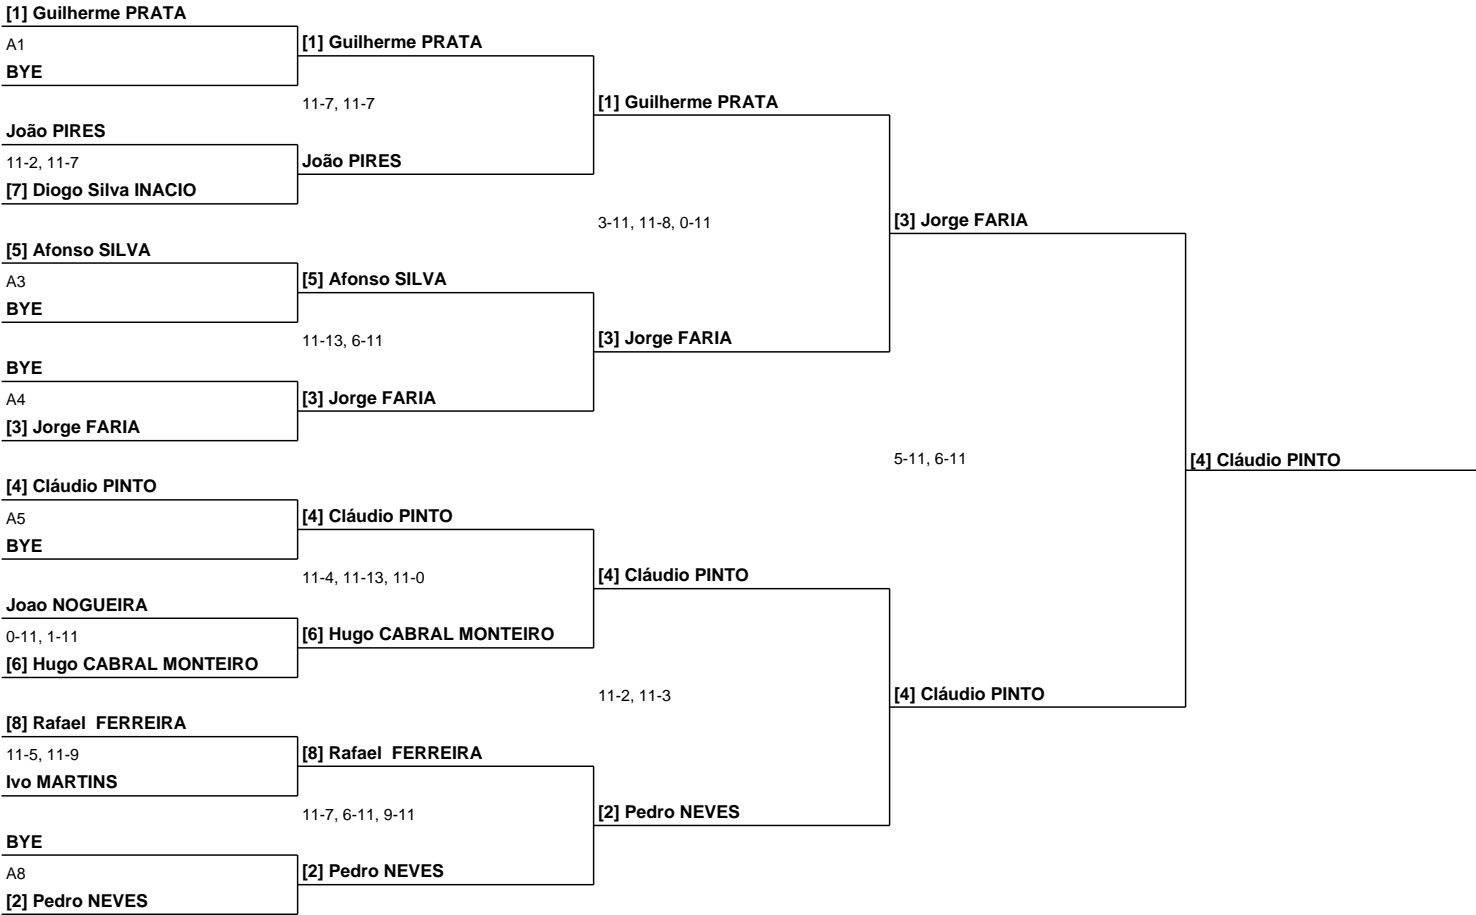 [1] Guilherme PRATA
A1
[1] Guilherme PRATA
BYE
11-7, 11-7
[1] Guilherme PRATA
João PIRES
11-2, 11-7
João PIRES
[7] Diogo Silva INACIO
3-11, 11-8, 0-11
[3] Jorge FARIA
[5] Afonso SILVA
A3
[5] Afonso SILVA
BYE
11-13, 6-11
[3] Jorge FARIA
BYE
A4
[3] Jorge FARIA
[3] Jorge FARIA
5-11, 6-11
[4] Cláudio PINTO
[4] Cláudio PINTO
A5
[4] Cláudio PINTO
BYE
11-4, 11-13, 11-0
[4] Cláudio PINTO
Joao NOGUEIRA
0-11, 1-11
[6] Hugo CABRAL MONTEIRO
[6] Hugo CABRAL MONTEIRO
11-2, 11-3
[4] Cláudio PINTO
[8] Rafael  FERREIRA
11-5, 11-9
[8] Rafael  FERREIRA
Ivo MARTINS
11-7, 6-11, 9-11
[2] Pedro NEVES
BYE
A8
[2] Pedro NEVES
[2] Pedro NEVES